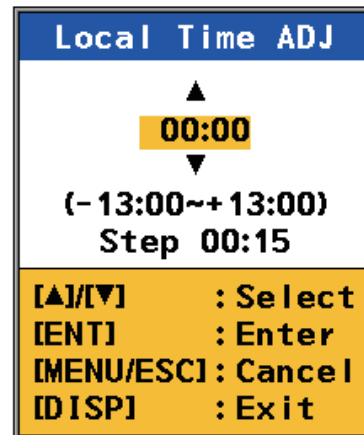 Local Time ADJ
▲
00:00
▼
(-13:00~+13:00)
Step 00:15
[▲]/[▼] :Select
[ENT] :Enter
[MENU/ESC]:Cancel
[DISP] :Exit